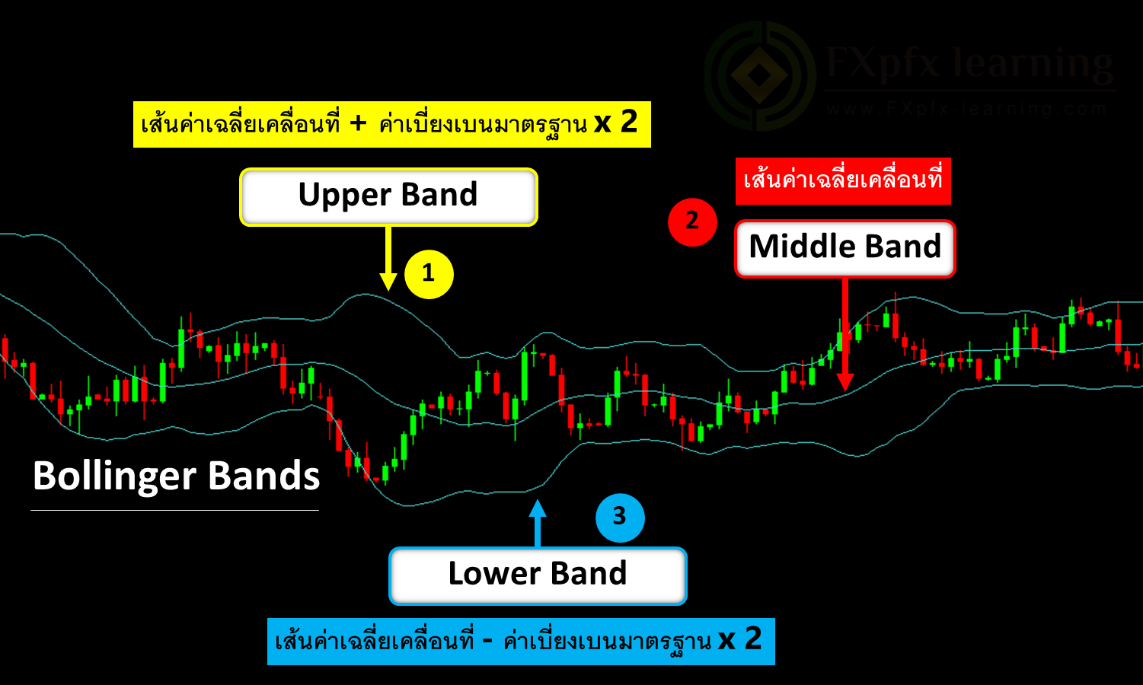 FXpfx learning
www.FXpfx-learning.com
เส้นค่าเฉลี่ยเคลื่อนที่ + ค่าเบี่ยงเบนมาตรฐาน x 2
Upper Band
1
เส้นค่าเฉลี่ยเคลื่อนที่
2
Middle Band
Bollinger Bands
3
Lower Band
เส้นค่าเฉลี่ยเคลื่อนที่ - ค่าเบี่ยงเบนมาตรฐาน x 2